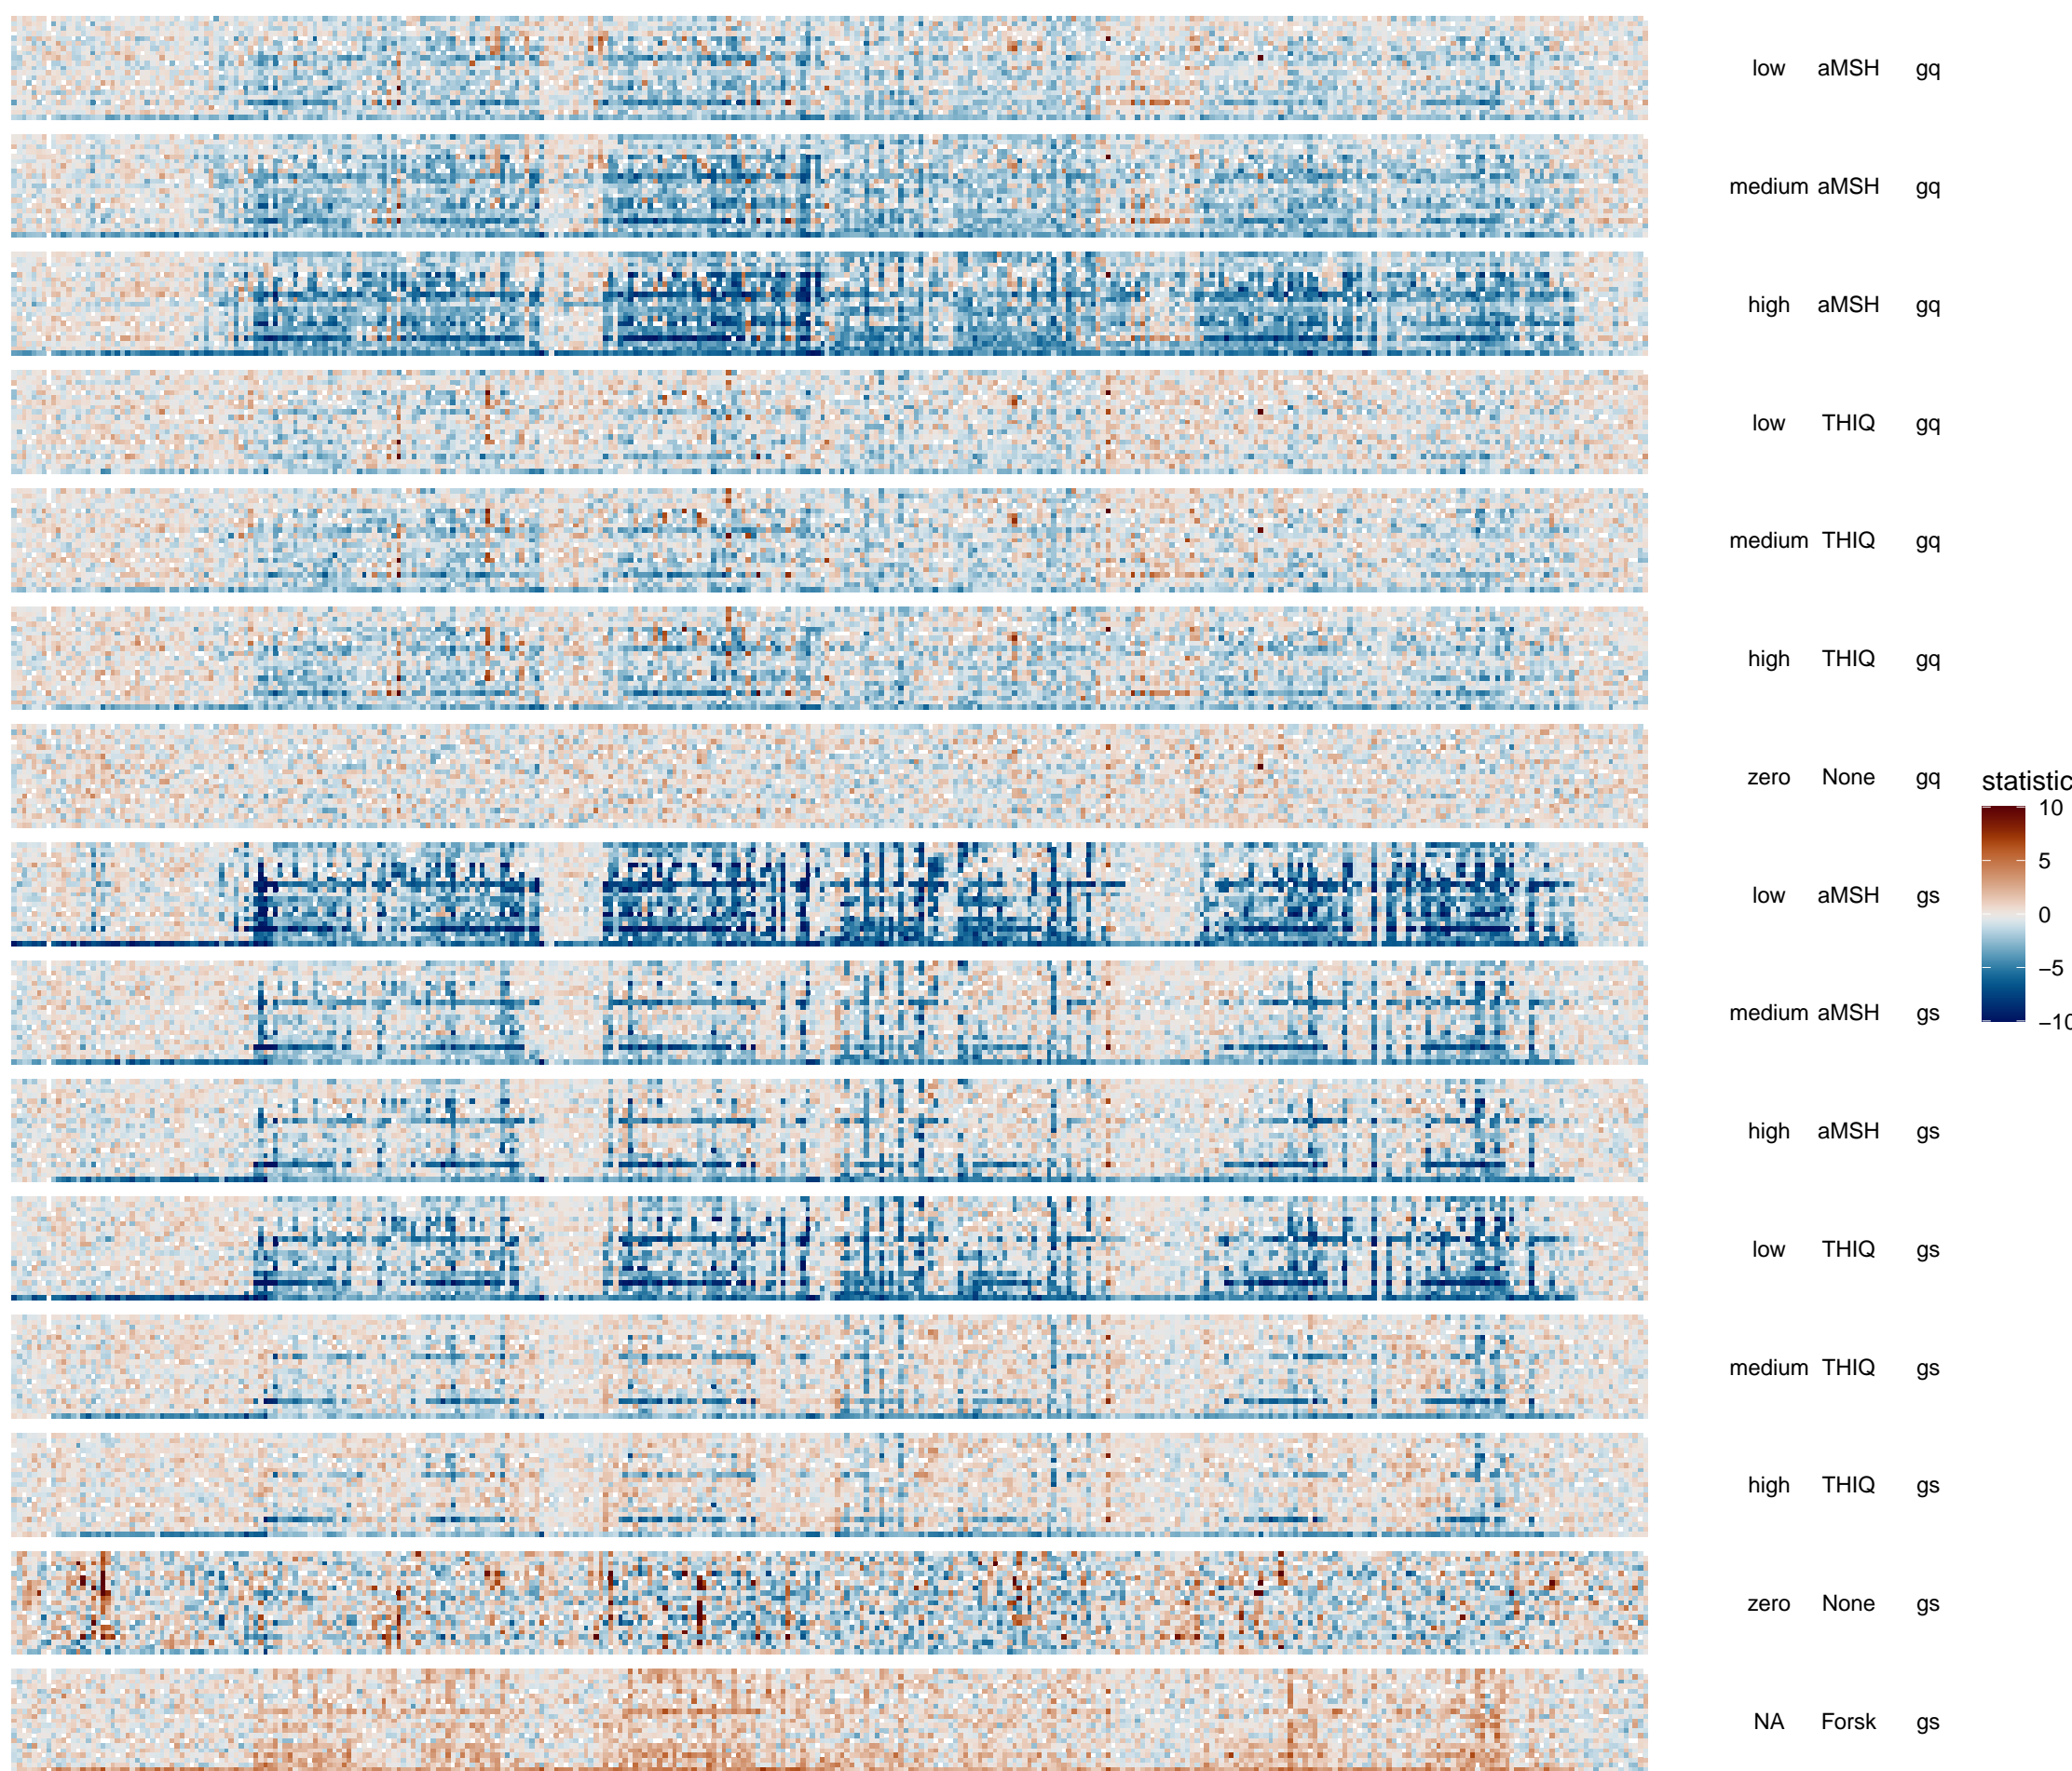 low aMSH gq
medium aMSH gq
high aMSH gq
low THIQ gq
medium THIQ gq
high THIQ gq
zero None gq
statistic
10
5
0
−5
−10
low aMSH gs
medium aMSH gs
high aMSH gs
low THIQ gs
medium THIQ gs
high THIQ gs
zero None gs
NA Forsk gs